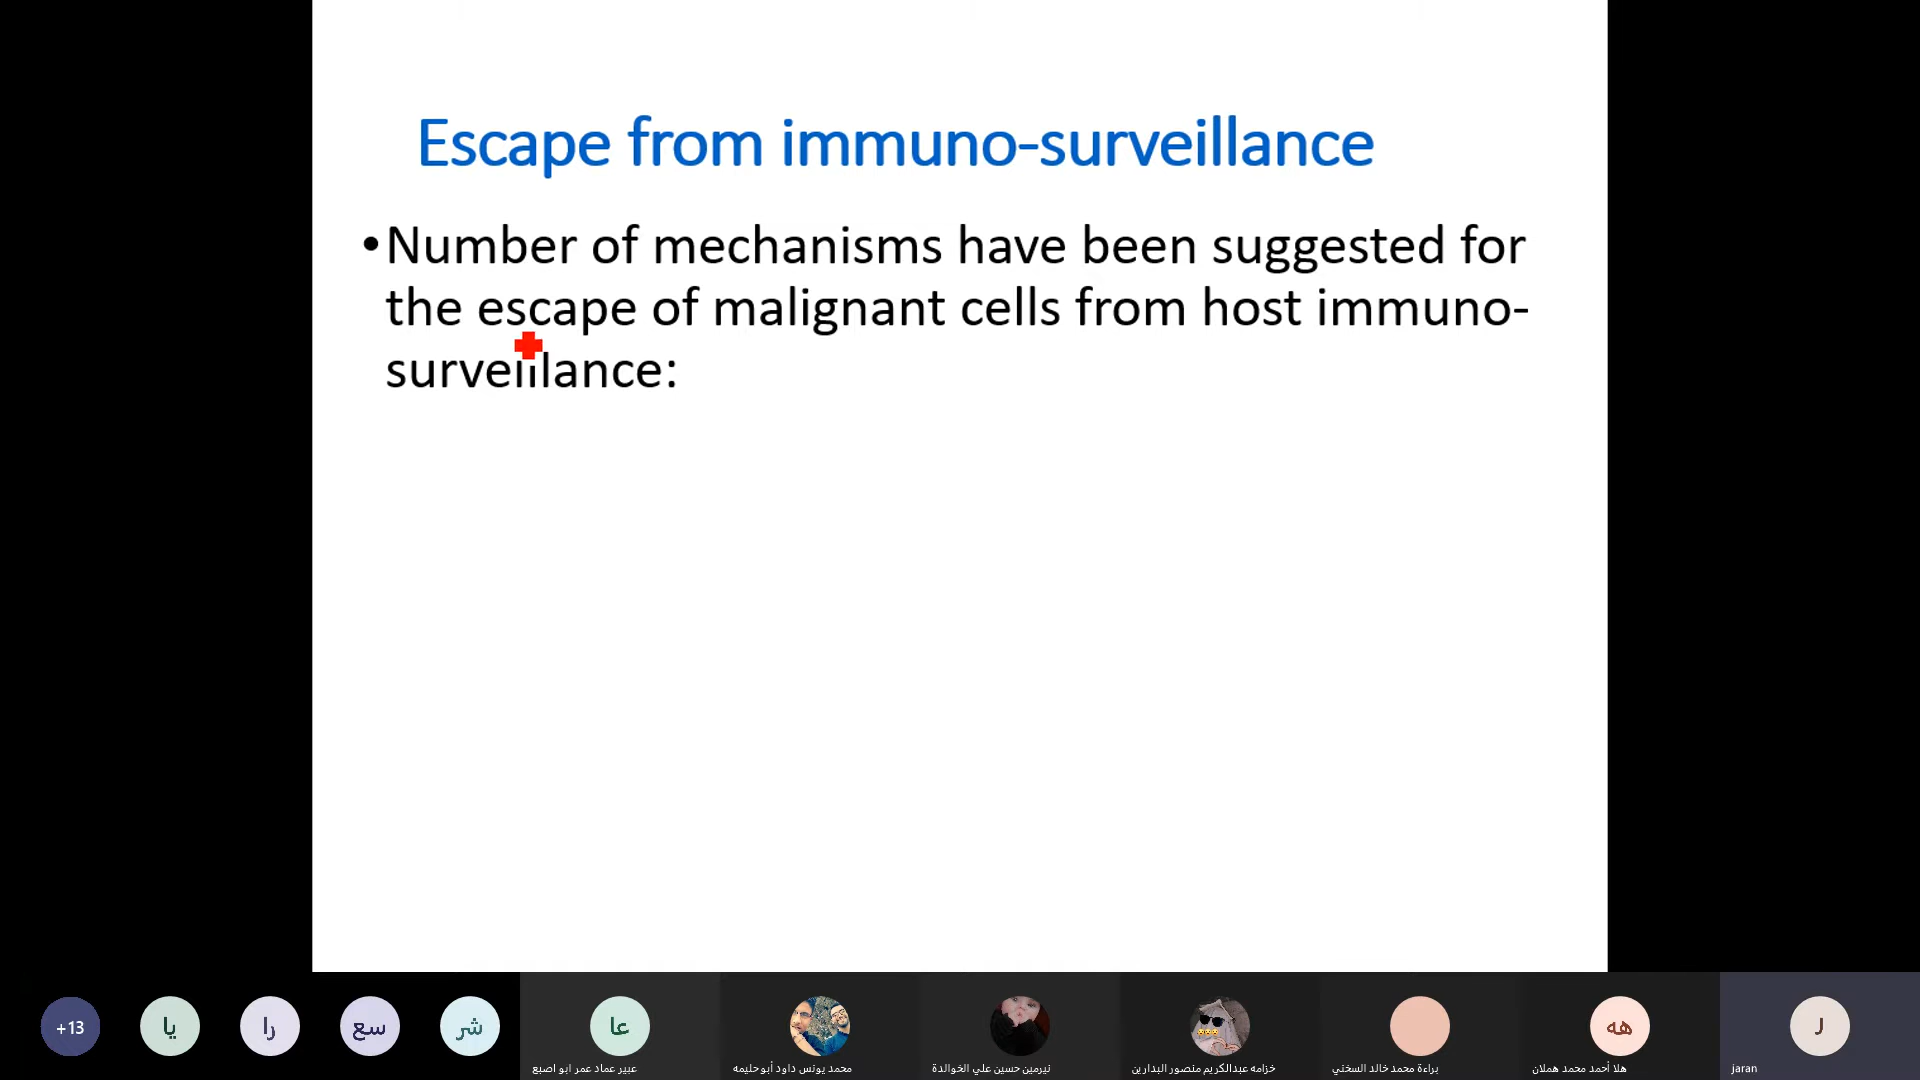 Escape from immuno-surveillance
•Number of mechanisms have been suggested for
the escape of malignant cells from host immuno-
surveillance:
+13
یا
را
سع
شر
عا
هه
J
عبير عماد عمر ابو اصبع
محمد يونس داود أبوحليمه
نيرمين حسين علي الخوالدة
خزامه عبدالكريم منصور البدارين
براءة محمد خالد السخني
هلا أحمد محمد هملان
jaran